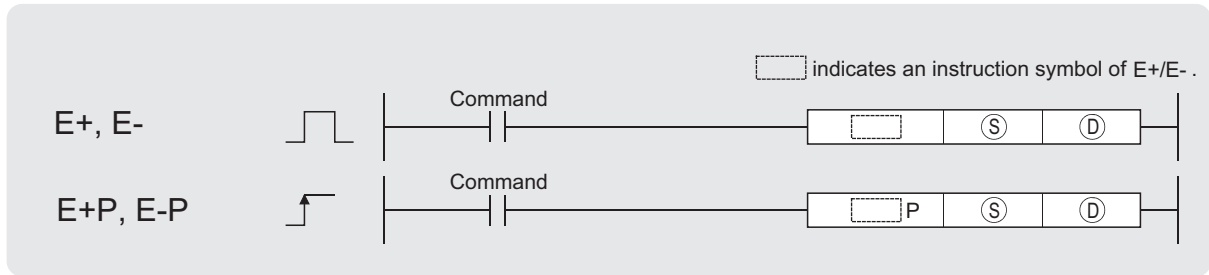 indicates an instruction symbol of E+/E- .
Command
E+, E-
Ⓢ Ⓓ
Command
E+P, E-P
P Ⓢ Ⓓ